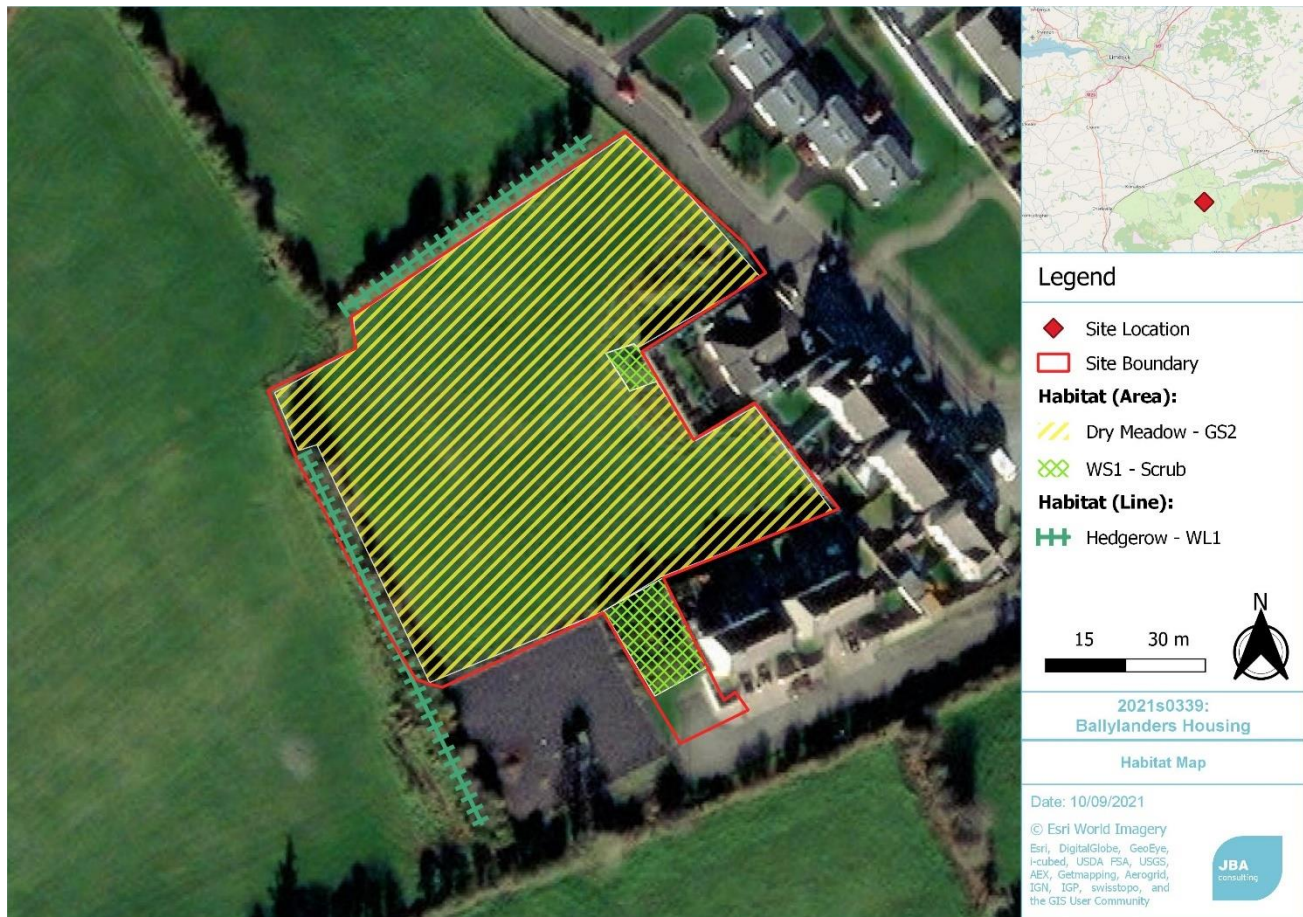 Limerick
Legend
Site Location
Site Boundary
Habitat (Area):
Dry Meadow - GS2
WS1 - Scrub
Habitat (Line):
Hedgerow - WL1
N
15 30 m
2021s0339:
Ballylanders Housing
Habitat Map
Date: 10/09/2021
© Esri World Imagery
Esri, DigitalGlobe, GeoEye,
i-cubed, USDA FSA, USGS,
AEX, Getmapping, Aerogrid,
IGN, IGP, swisstopo, and
the GIS User Community
JBA
consulting